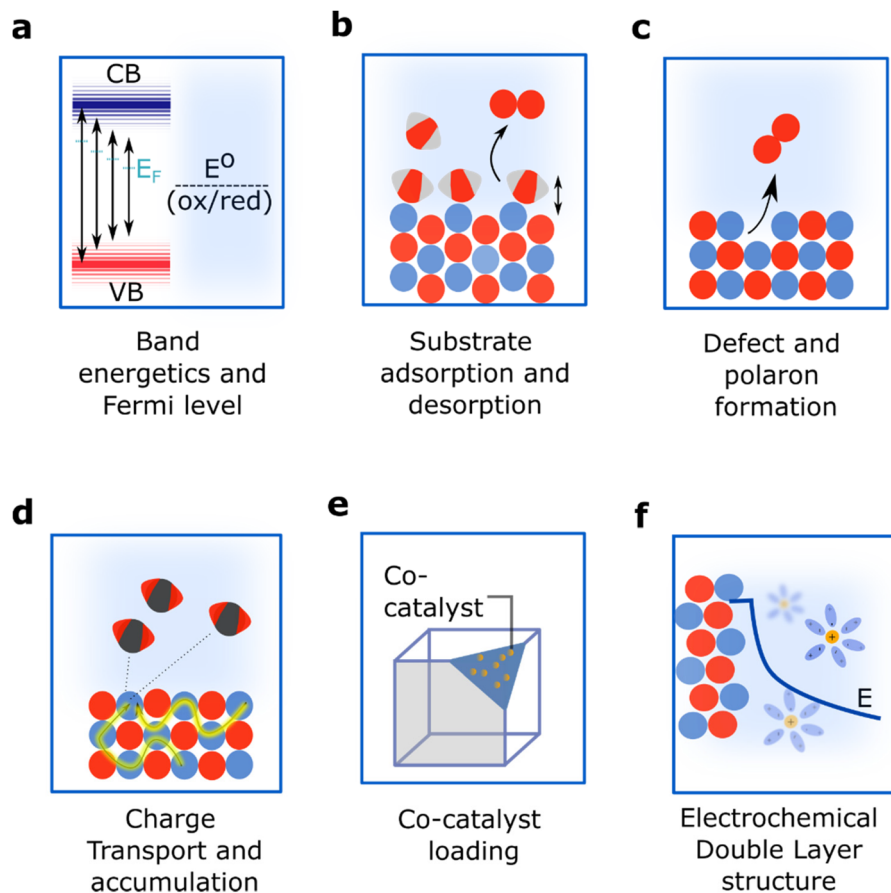 a
CB
E_F
E^o
(ox/red)
VB
Band
energetics and
Fermi level
b
Substrate
adsorption and
desorption
c
Defect and
polaron
formation
d
Charge
Transport and
accumulation
e
Co-
catalyst
Co-catalyst
loading
f
+
E
+
Electrochemical
Double Layer
structure